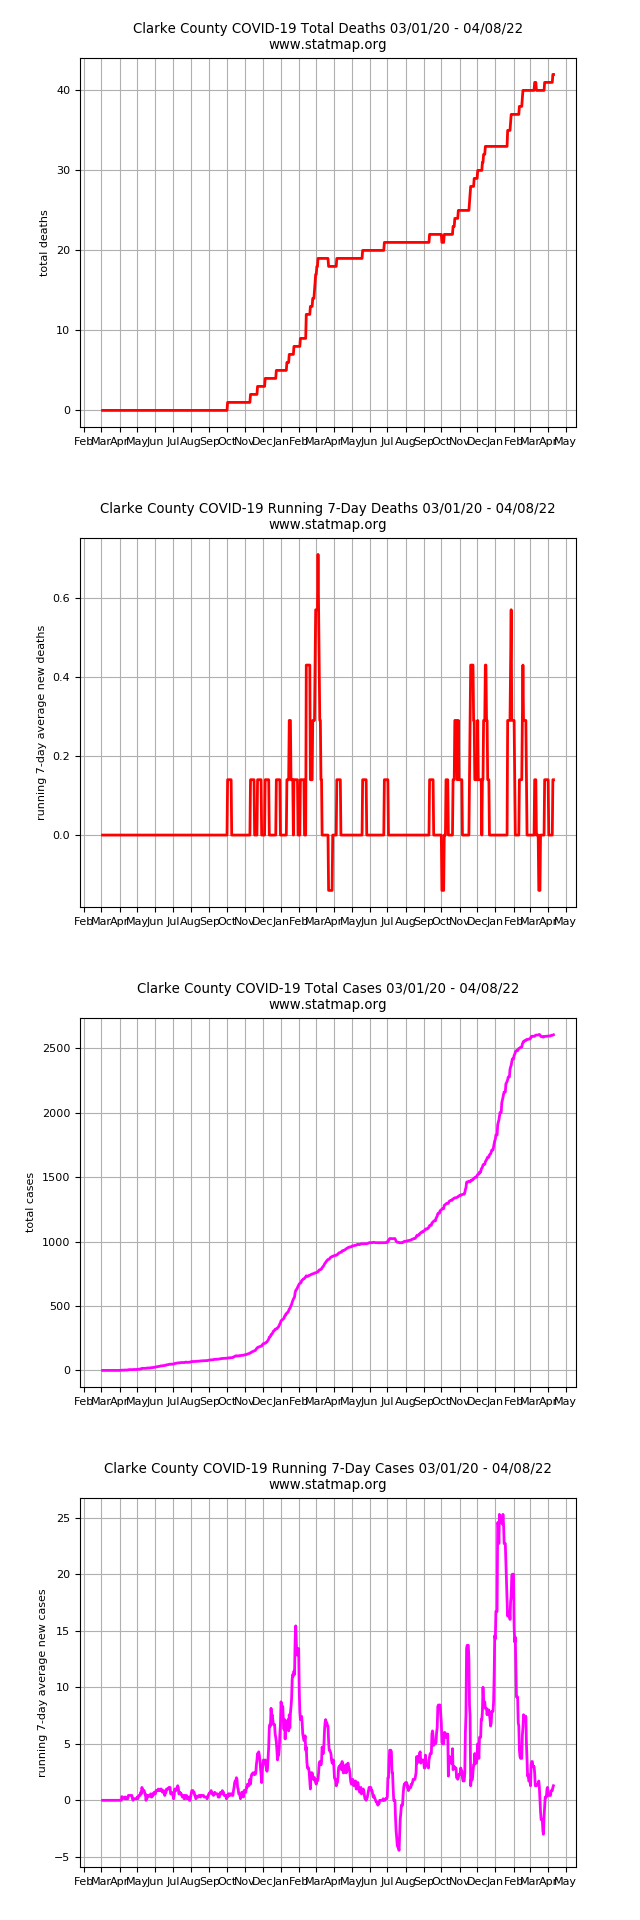 Clarke County COVID-19 Total Deaths 03/01/20 - 04/08/22
www.statmap.org
total deaths
40
30
20
10
0
Feb Mar Apr May Jun Jul Aug Sep Oct Nov Dec Jan Feb Mar Apr May Jun Jul Aug Sep Oct Nov Dec Jan Feb Mar Apr May
Clarke County COVID-19 Running 7-Day Deaths 03/01/20 - 04/08/22
www.statmap.org
running 7-day average new deaths
0.6
0.4
0.2
0.0
Feb Mar Apr May Jun Jul Aug Sep Oct Nov Dec Jan Feb Mar Apr May Jun Jul Aug Sep Oct Nov Dec Jan Feb Mar Apr May
Clarke County COVID-19 Total Cases 03/01/20 - 04/08/22
www.statmap.org
total cases
2500
2000
1500
1000
500
0
Feb Mar Apr May Jun Jul Aug Sep Oct Nov Dec Jan Feb Mar Apr May Jun Jul Aug Sep Oct Nov Dec Jan Feb Mar Apr May
Clarke County COVID-19 Running 7-Day Cases 03/01/20 - 04/08/22
www.statmap.org
running 7-day average new cases
25
20
15
10
5
0
−5
Feb Mar Apr May Jun Jul Aug Sep Oct Nov Dec Jan Feb Mar Apr May Jun Jul Aug Sep Oct Nov Dec Jan Feb Mar Apr May